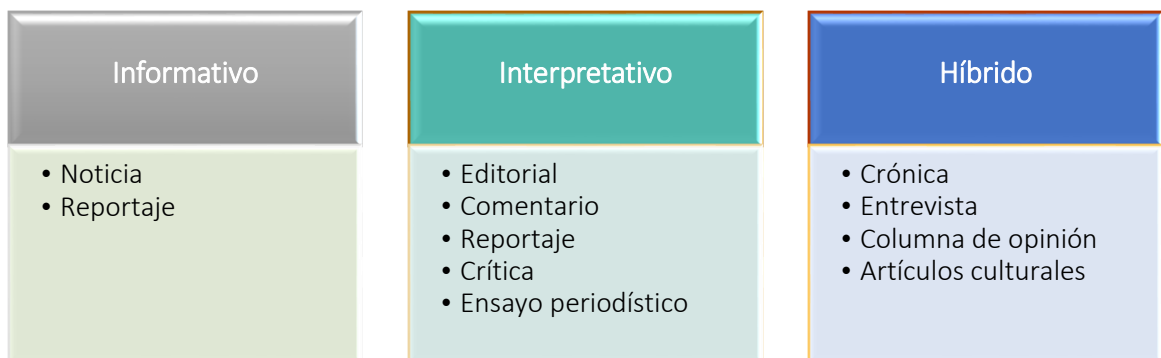 Informativo
• Noticia
• Reportaje
Interpretativo
• Editorial
• Comentario
• Reportaje
• Crítica
• Ensayo periodístico
Híbrido
• Crónica
• Entrevista
• Columna de opinión
• Artículos culturales